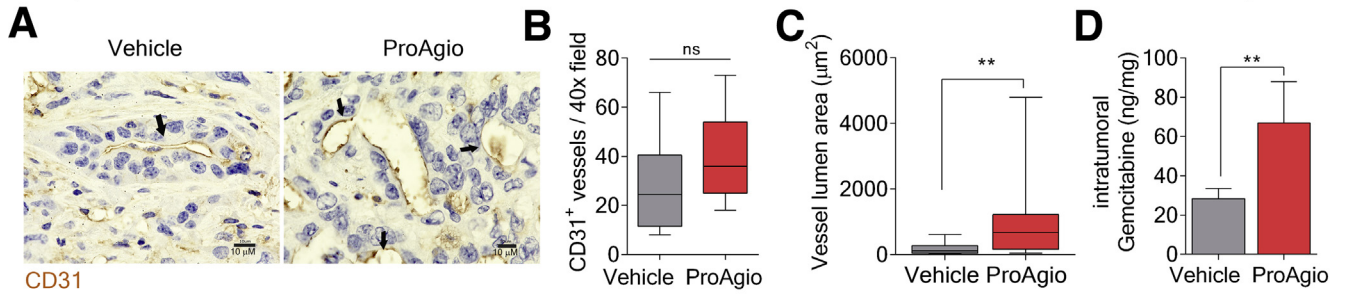 A
Vehicle
ProAgio
10 µM
10 µM
CD31
B
CD31+ vessels / 40x field
80
60
40
20
0
ns
Vehicle ProAgio
C
Vessel lumen area (µm2)
6000
4000
2000
0
**
Vehicle ProAgio
D
intratumoral
Gemcitabine (ng/mg)
100
80
60
40
20
0
**
Vehicle ProAgio